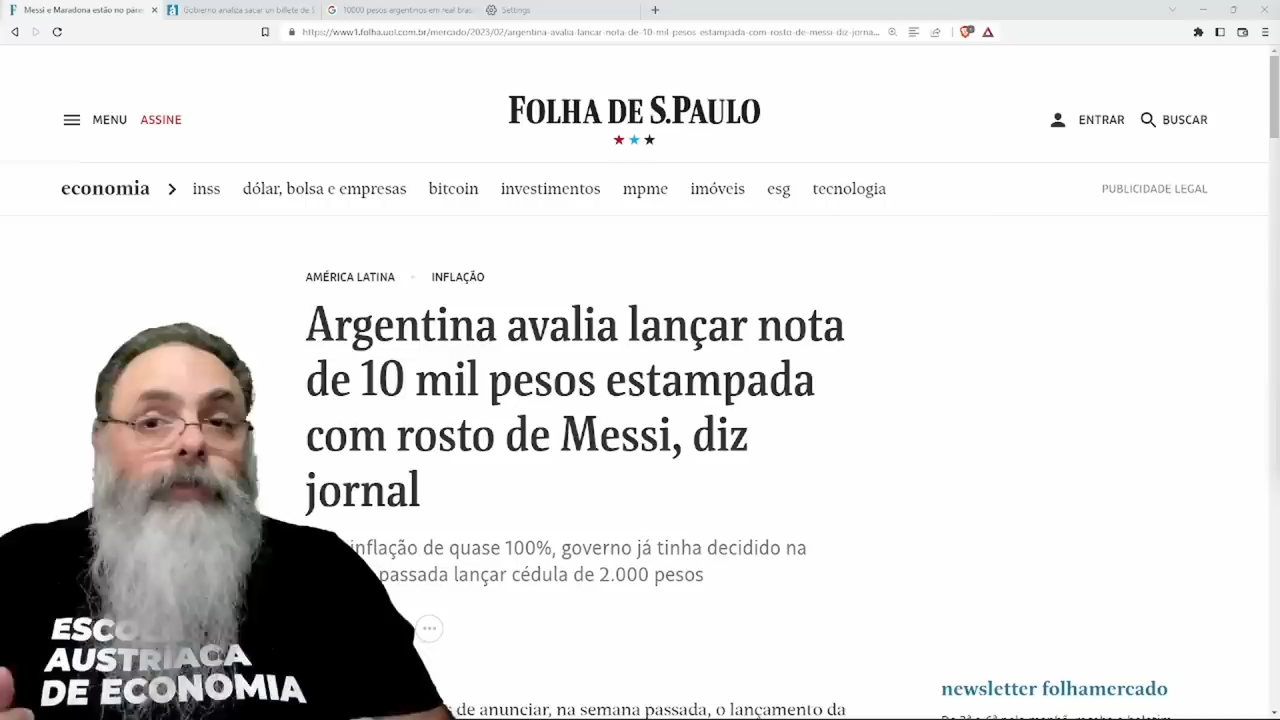 Messi e Maradona estão no páre
Gobierno analiza sacar un billete de $
10000 pesos argentinos em real bras
Settings
https://www1.folha.uol.com.br/mercado/2023/02/argentina-avalia-lancar-nota-de-10-mil-pesos-estampada-com-rosto-de-messi-diz-jorna...
MENU ASSINE
FOLHA DE S.PAULO
ENTRAR BUSCAR
economia inss dólar, bolsa e empresas bitcoin investimentos mpme imóveis esg tecnologia
PUBLICIDADE LEGAL
AMÉRICA LATINA INFLAÇÃO
Argentina avalia lançar nota
de 10 mil pesos estampada
com rosto de Messi, diz
jornal
inflação de quase 100%, governo já tinha decidido na
passada lançar cédula de 2.000 pesos
ESCO
AUSTRIACA
DE ECONOMIA
newsletter folhamercado
de anunciar, na semana passada, o lançamento da